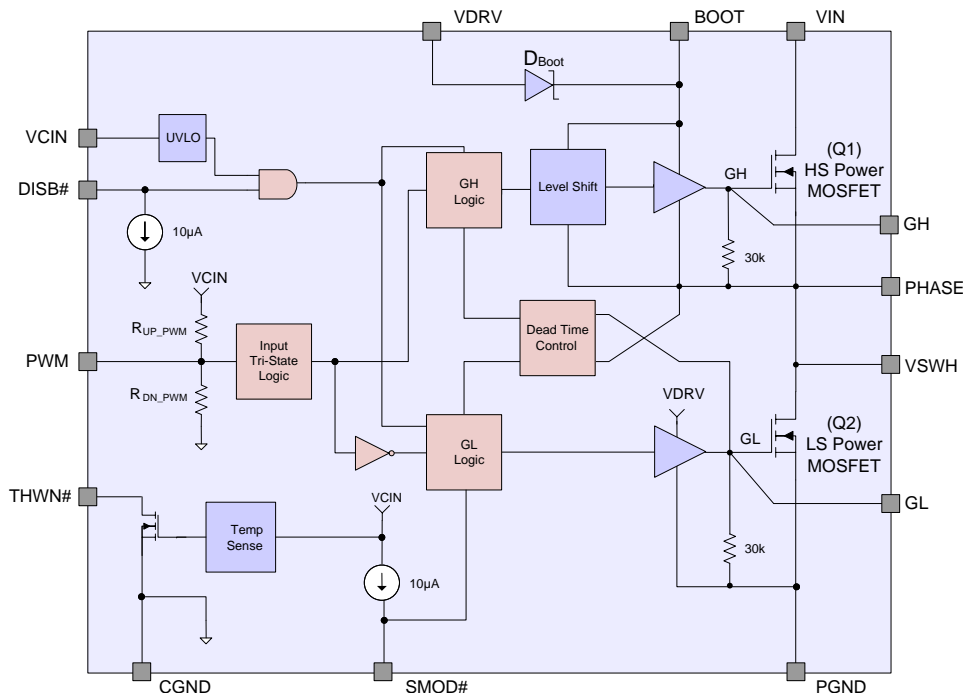 VDRV
BOOT
VIN
D Boot
VCIN
UVLO
(Q1)
HS Power
MOSFET
DISB#
GH
Logic
Level Shift
GH
10µA
GH
30k
VCIN
PHASE
RUP_PWM
Input
Tri-State
Logic
Dead Time
Control
PWM
VSWH
RDN_PWM
VDRV
(Q2)
LS Power
MOSFET
GL
GL
Logic
THWN#
VCIN
GL
Temp
Sense
30k
10µA
CGND
SMOD#
PGND